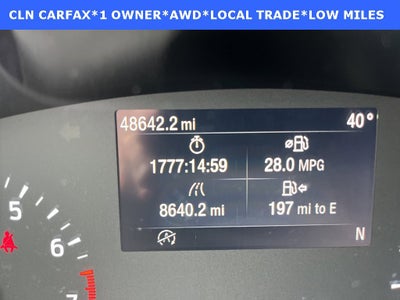 CLN CARFAX*1 OWNER*AWD*LOCAL TRADE*LOW MILES
48642.2 mi 40°
1777:14:59 28.0 MPG
8640.2 mi 197 mi to E
N
5
6
7